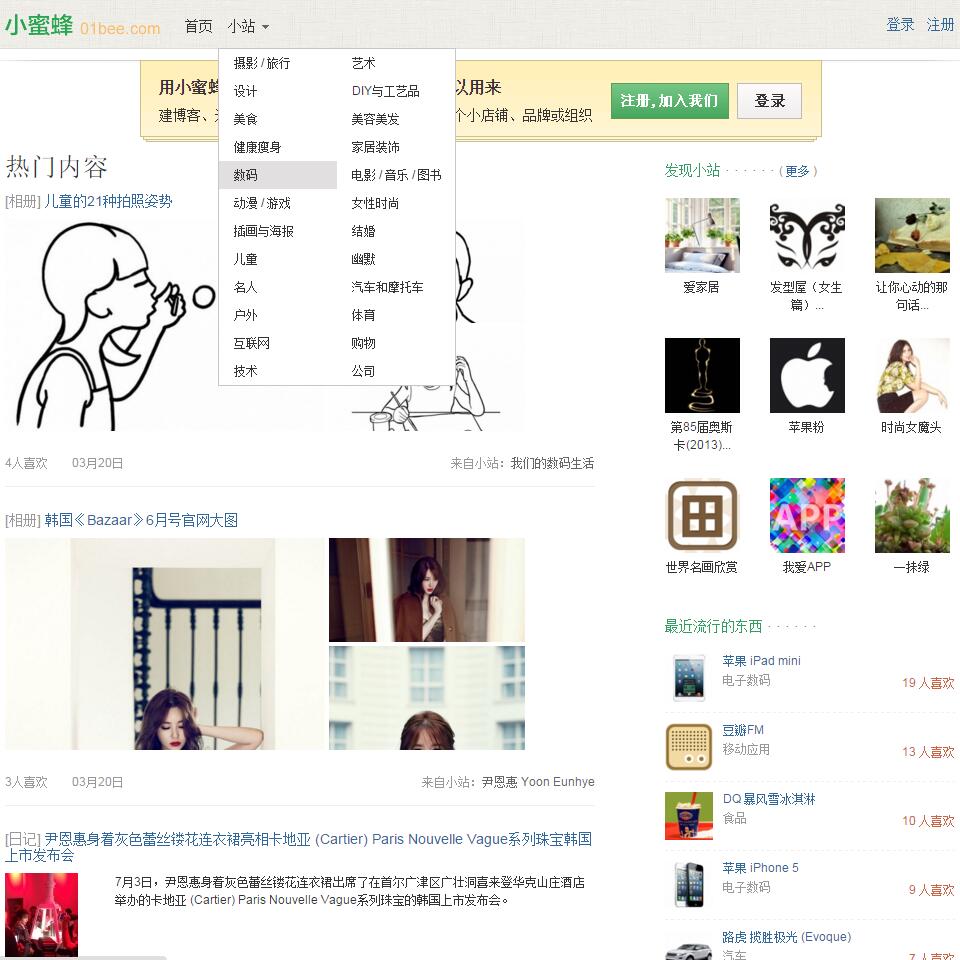 小蜜蜂 01bee.com 首页 小站 登录 注册
摄影 / 旅行 艺术
设计 DIY与工艺品
美食 美容美发
健康瘦身 家居装饰
数码 电影 / 音乐 / 图书
动漫 / 游戏 女性时尚
插画与海报 结婚
儿童 幽默
名人 汽车和摩托车
户外 体育
互联网 购物
技术 公司
用小蜜蜂 以用来
建博客、 个小店铺、品牌或组织
注册,加入我们 登录
热门内容
[相册] 儿童的21种拍照姿势
4人喜欢 03月20日 来自小站：我们的数码生活
[相册] 韩国《Bazaar》6月号官网大图
3人喜欢 03月20日 来自小站：尹恩惠 Yoon Eunhye
[日记] 尹恩惠身着灰色蕾丝镂花连衣裙亮相卡地亚 (Cartier) Paris Nouvelle Vague系列珠宝韩国
上市发布会
7月3日，尹恩惠身着灰色蕾丝镂花连衣裙出席了在首尔广津区广壮洞喜来登华克山庄酒店
举办的卡地亚 (Cartier) Paris Nouvelle Vague系列珠宝的韩国上市发布会。
发现小站 · · · · · · ( 更多 )
爱家居
发型屋（女生
篇）...
让你心动的那
句话...
第85届奥斯
卡(2013)...
苹果粉
时尚女魔头
APP
世界名画欣赏
我爱APP
一抹绿
最近流行的东西 · · · · · ·
苹果 iPad mini
电子数码
19 人喜欢
豆瓣FM
移动应用
13 人喜欢
DQ暴风雪冰淇淋
食品
10 人喜欢
苹果 iPhone 5
电子数码
9 人喜欢
路虎 揽胜极光 (Evoque)
汽车
7 人喜欢